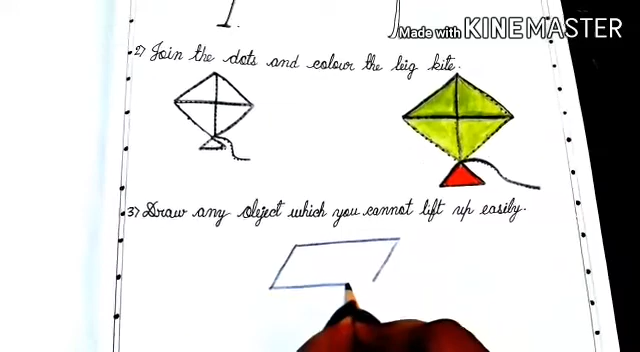 Made with KINEMASTER
2) Join the dots and colour the big kite.
3) Draw any object which you cannot lift up easily.